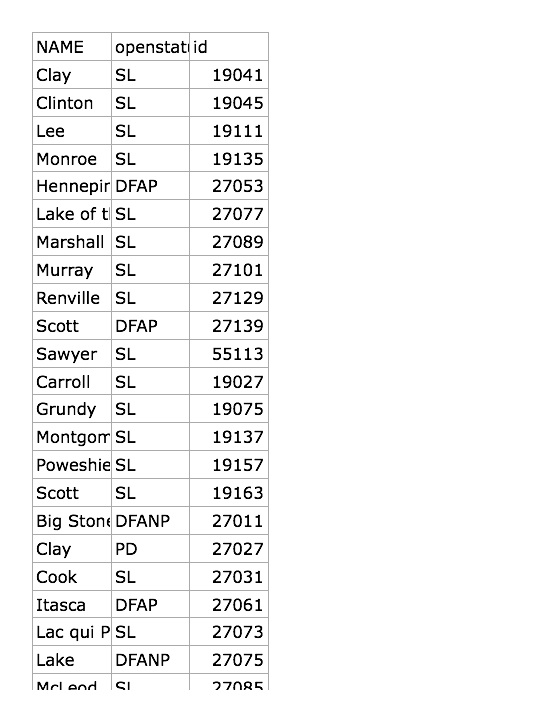 NAME openstatu id
Clay SL 19041
Clinton SL 19045
Lee SL 19111
Monroe SL 19135
Hennepin DFAP 27053
Lake of t SL 27077
Marshall SL 27089
Murray SL 27101
Renville SL 27129
Scott DFAP 27139
Sawyer SL 55113
Carroll SL 19027
Grundy SL 19075
Montgom SL 19137
Poweshie SL 19157
Scott SL 19163
Big Stone DFANP 27011
Clay PD 27027
Cook SL 27031
Itasca DFAP 27061
Lac qui P SL 27073
Lake DFANP 27075
McLeod SL 27085